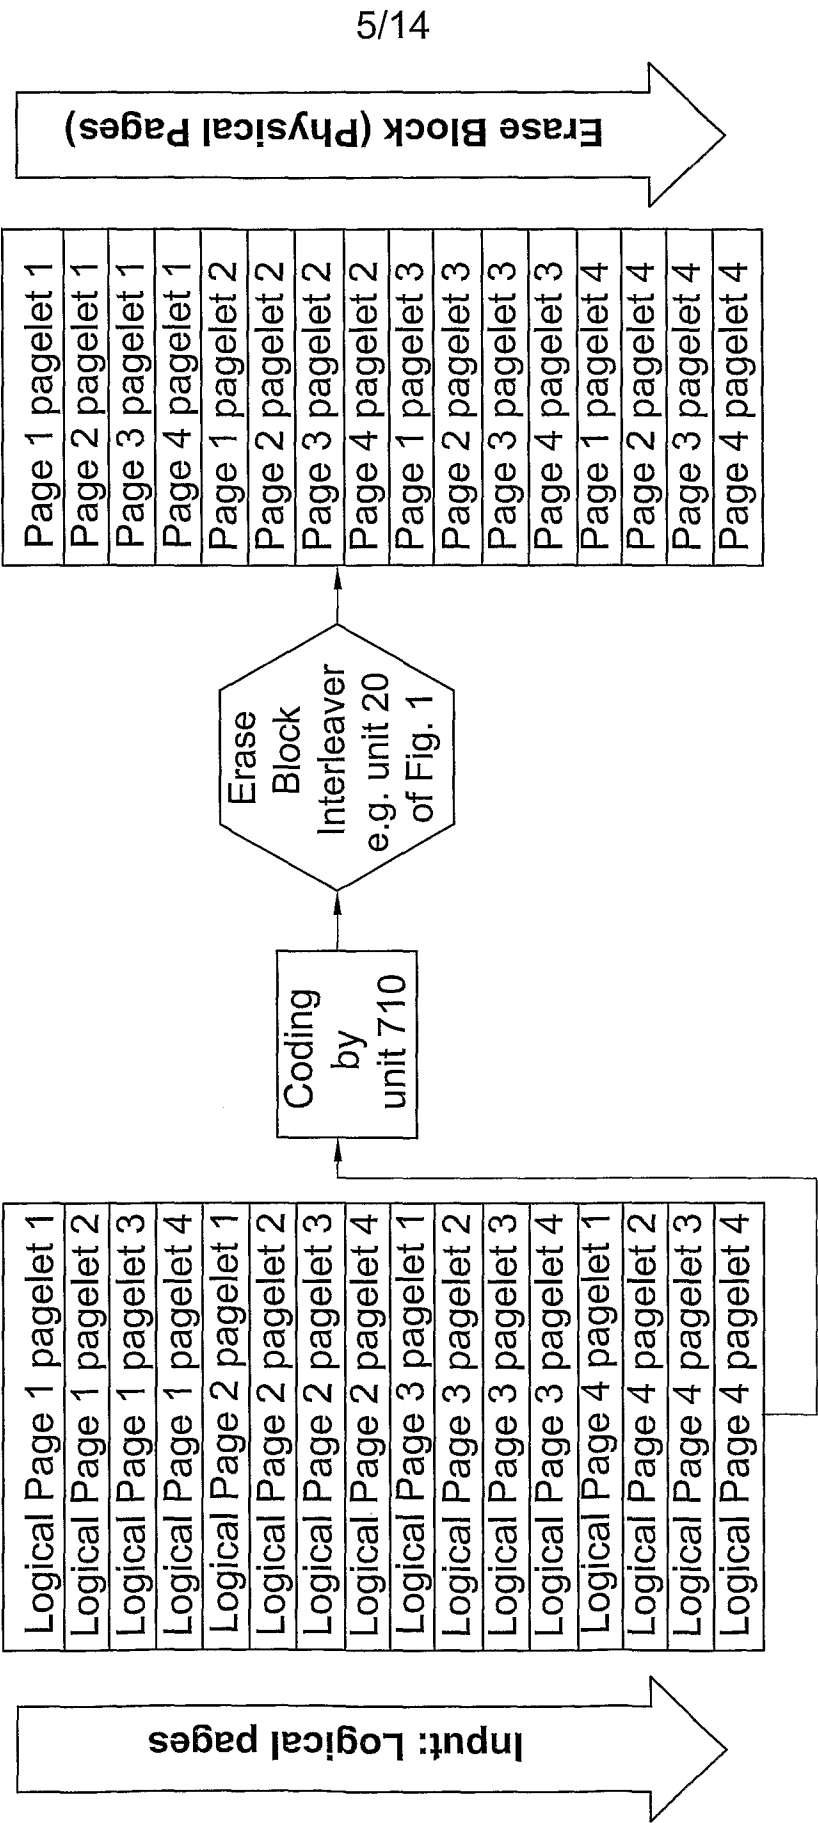 5/14
Input: Logical pages
Logical Page 1 pagelet 1
Logical Page 1 pagelet 2
Logical Page 1 pagelet 3
Logical Page 1 pagelet 4
Logical Page 2 pagelet 1
Logical Page 2 pagelet 2
Logical Page 2 pagelet 3
Logical Page 2 pagelet 4
Logical Page 3 pagelet 1
Logical Page 3 pagelet 2
Logical Page 3 pagelet 3
Logical Page 3 pagelet 4
Logical Page 4 pagelet 1
Logical Page 4 pagelet 2
Logical Page 4 pagelet 3
Logical Page 4 pagelet 4
Coding
by
unit 710
Erase
Block
Interleaver
e.g. unit 20
of Fig. 1
Page 1 pagelet 1
Page 2 pagelet 1
Page 3 pagelet 1
Page 4 pagelet 1
Page 1 pagelet 2
Page 2 pagelet 2
Page 3 pagelet 2
Page 4 pagelet 2
Page 1 pagelet 3
Page 2 pagelet 3
Page 3 pagelet 3
Page 4 pagelet 3
Page 1 pagelet 4
Page 2 pagelet 4
Page 3 pagelet 4
Page 4 pagelet 4
Erase Block (Physical Pages)